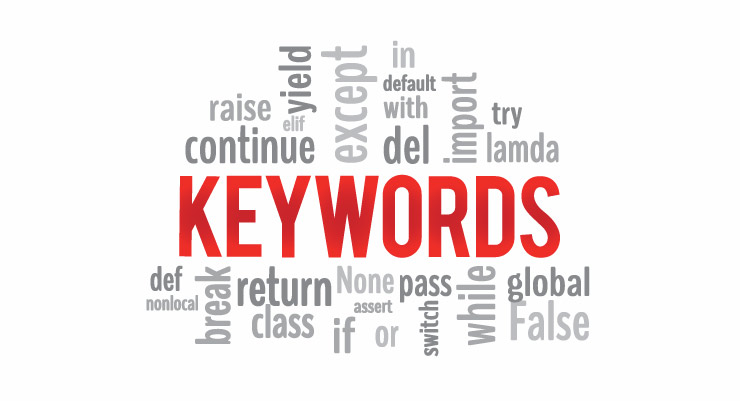 yield
except
in
default
import
raise
elif
with
try
continue
del
lamda
KEYWORDS
def
nonlocal
break
return
None
pass
while
global
class
assert
if
or
switch
False